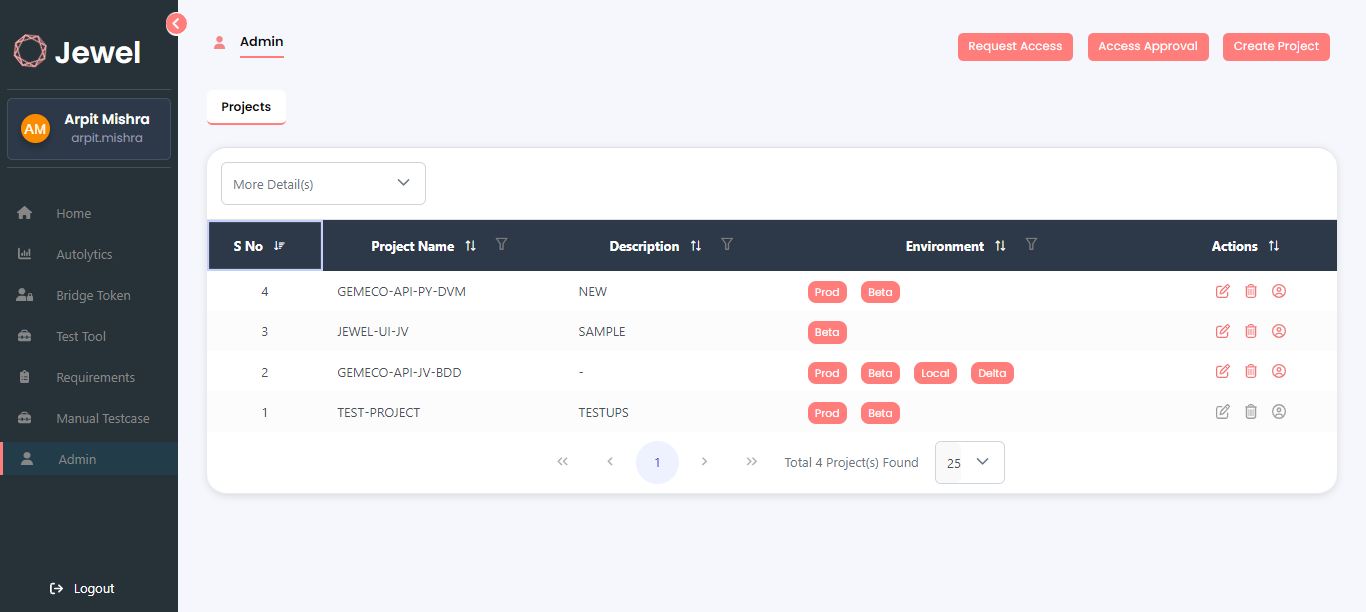 Jewel
AM
Arpit Mishra
arpit.mishra
Home
Autolytics
Bridge Token
Test Tool
Requirements
Manual Testcase
Admin
Logout
Admin
Request Access Access Approval Create Project
Projects
More Detail(s)
S No Project Name Description Environment Actions
4 GEMECO-API-PY-DVM NEW Prod Beta
3 JEWEL-UI-JV SAMPLE Beta
2 GEMECO-API-JV-BDD - Prod Beta Local Delta
1 TEST-PROJECT TESTUPS Prod Beta
1 Total 4 Project(s) Found 25